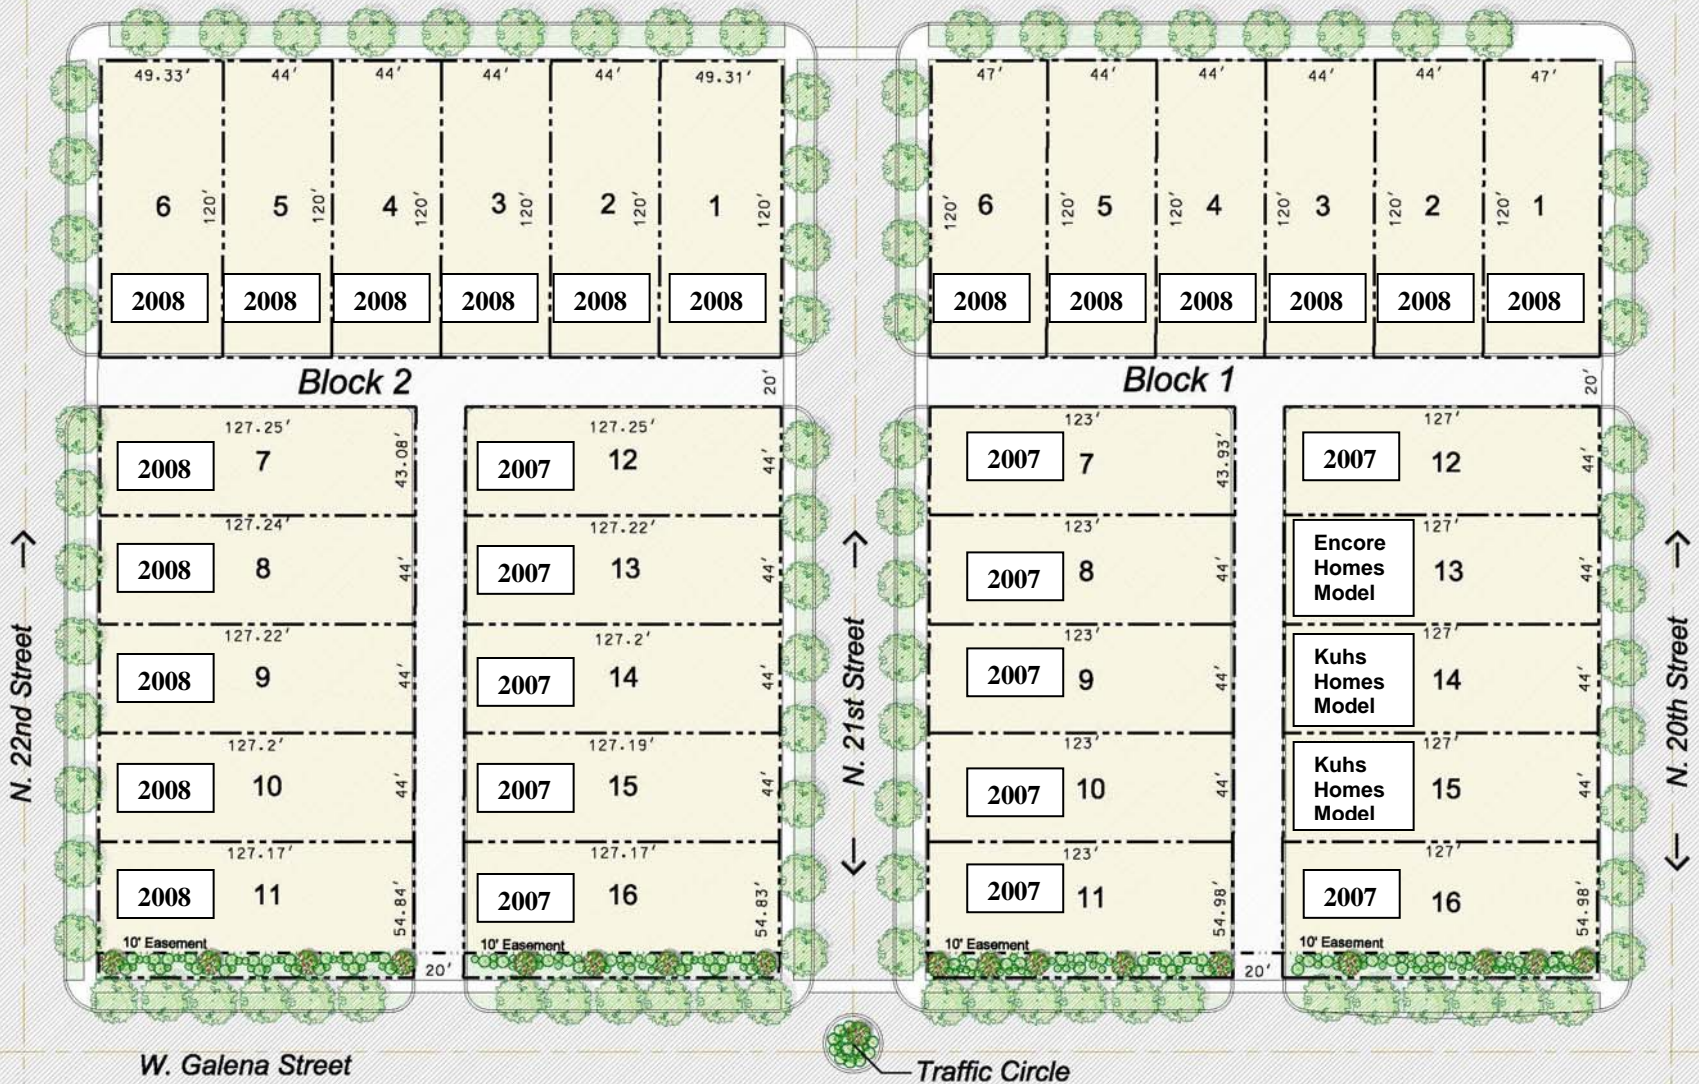 49.33' 44' 44' 44' 44' 49.31'
47' 44' 44' 44' 44' 47'
6 120' 5 120' 4 120' 3 120' 2 120' 1 120'
120' 6 120' 5 120' 4 120' 3 120' 2 120' 1
2008 2008 2008 2008 2008 2008
2008 2008 2008 2008 2008 2008
Block 2 20'
Block 1 20'
127.25'
2008 7 43.08'
127.24'
2008 8 44'
127.22'
2008 9 44'
127.2'
2008 10 44'
127.17'
2008 11 54.84'
10' Easement
20'
127.25'
2007 12 44'
127.22'
2007 13 44'
127.2'
2007 14 44'
127.19'
2007 15 44'
127.17'
2007 16 54.83'
10' Easement
123'
2007 7 43.93'
123'
2007 8 44'
123'
2007 9 44'
123'
2007 10 44'
123'
2007 11 54.98'
10' Easement
20'
127'
2007 12 44'
127'
Encore
Homes
Model
13 44'
127'
Kuhs
Homes
Model
14 44'
127'
Kuhs
Homes
Model
15 44'
127'
2007 16 54.98'
10' Easement
N. 22nd Street
N. 21st Street
N. 20th Street
W. Galena Street
Traffic Circle